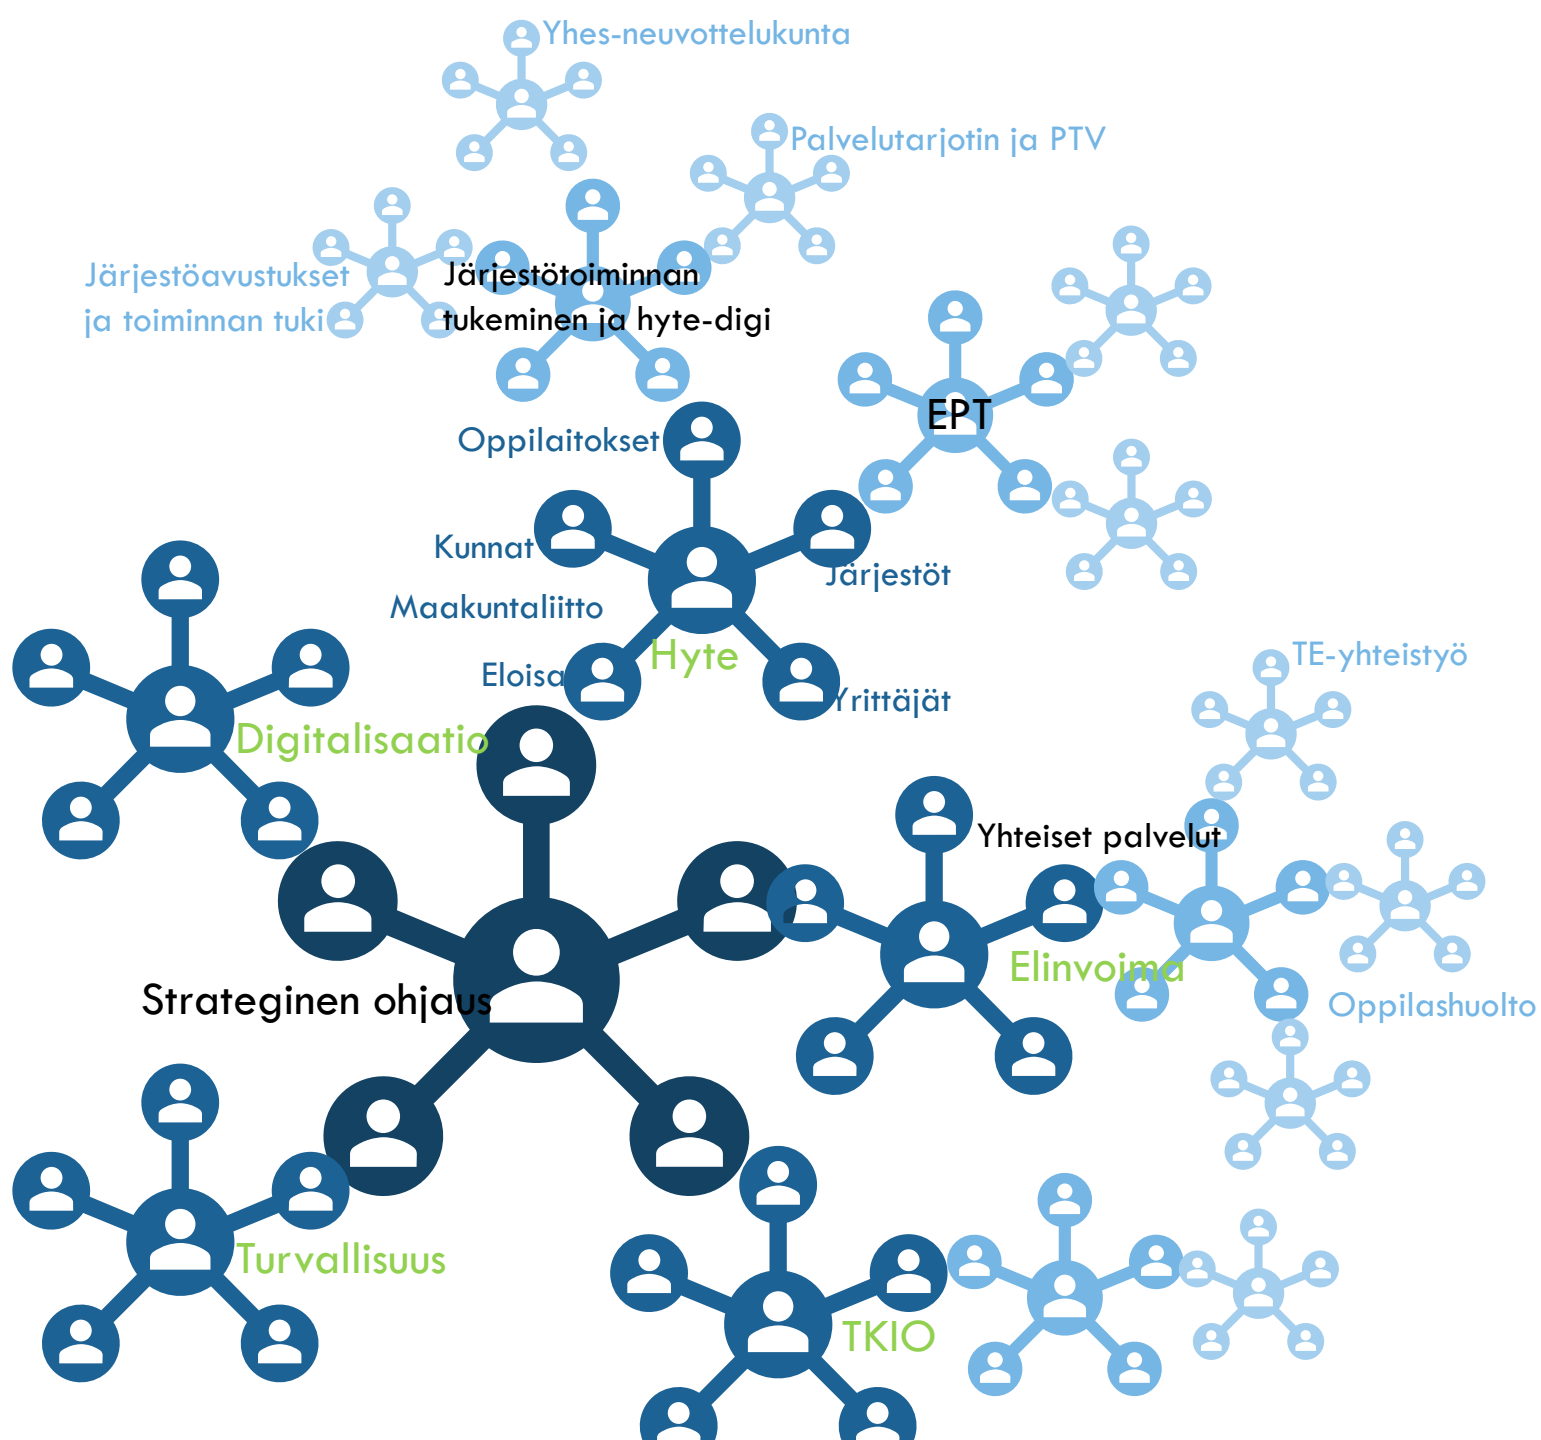 Yhes-neuvottelukunta
Palvelutarjotin ja PTV
Järjestöavustukset
ja toiminnan tuki
Järjestötoiminnan
tukeminen ja hyte-digi
EPT
Oppilaitokset
Kunnat
Järjestöt
Maakuntaliitto
Hyte
Eloisa
Yrittäjät
TE-yhteistyö
Digitalisaatio
Yhteiset palvelut
Elinvoima
Strateginen ohjaus
Oppilashuolto
Turvallisuus
TKIO